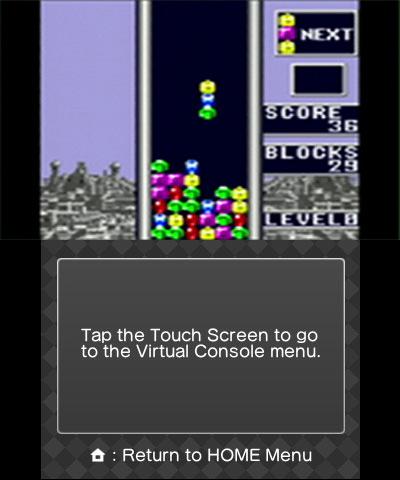 NEXT
SCORE
36
BLOCKS
29
LEVEL0
Tap the Touch Screen to go
to the Virtual Console menu.
: Return to HOME Menu